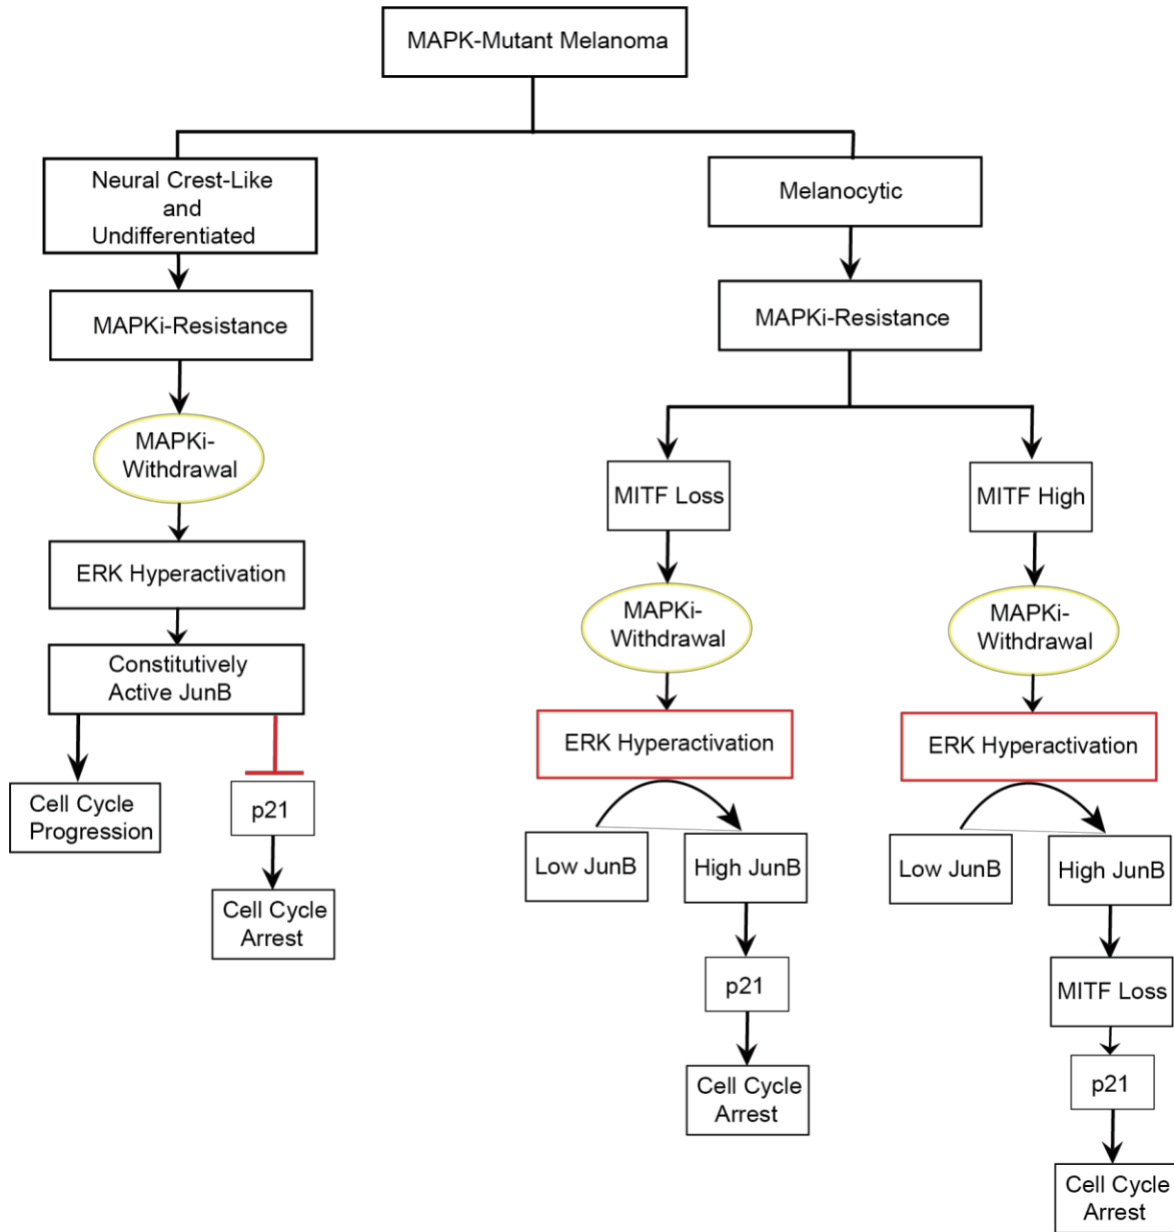 MAPK-Mutant Melanoma
Neural Crest-Like
and
Undifferentiated
MAPKi-Resistance
MAPKi-
Withdrawal
ERK Hyperactivation
Constitutively
Active JunB
Cell Cycle
Progression
p21
Cell Cycle
Arrest
Melanocytic
MAPKi-Resistance
MITF Loss
MAPKi-
Withdrawal
ERK Hyperactivation
Low JunB
High JunB
p21
Cell Cycle
Arrest
MITF High
MAPKi-
Withdrawal
ERK Hyperactivation
Low JunB
High JunB
MITF Loss
p21
Cell Cycle
Arrest